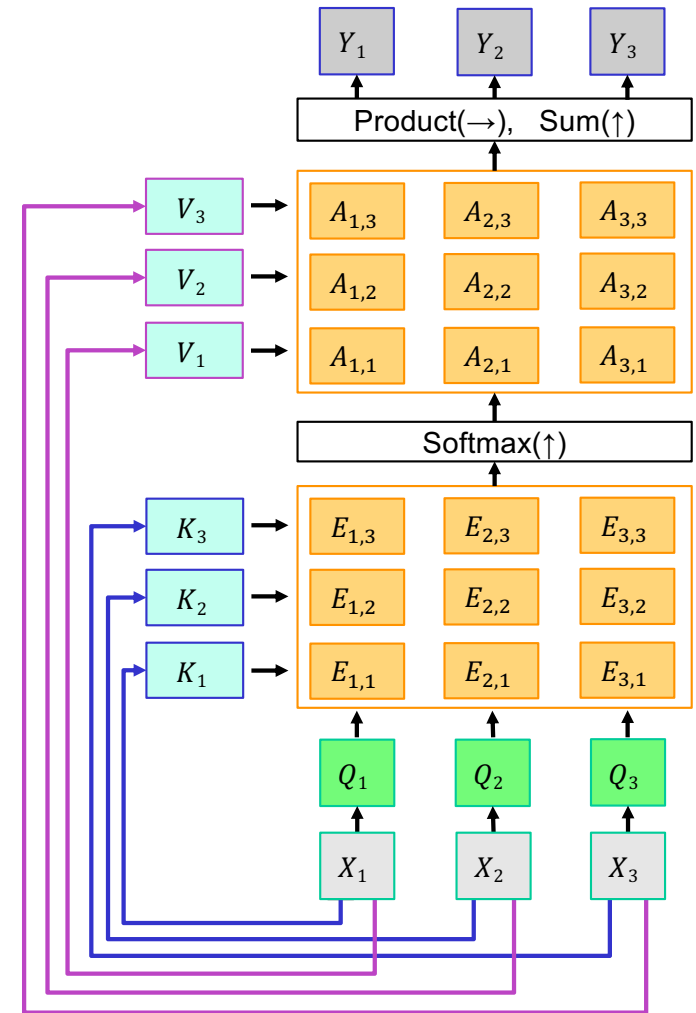 Y₁ Y₂ Y₃
Product(→), Sum(↑)
V₃ A₁,₃ A₂,₃ A₃,₃
V₂ A₁,₂ A₂,₂ A₃,₂
V₁ A₁,₁ A₂,₁ A₃,₁
Softmax(↑)
K₃ E₁,₃ E₂,₃ E₃,₃
K₂ E₁,₂ E₂,₂ E₃,₂
K₁ E₁,₁ E₂,₁ E₃,₁
Q₁ Q₂ Q₃
X₁ X₂ X₃